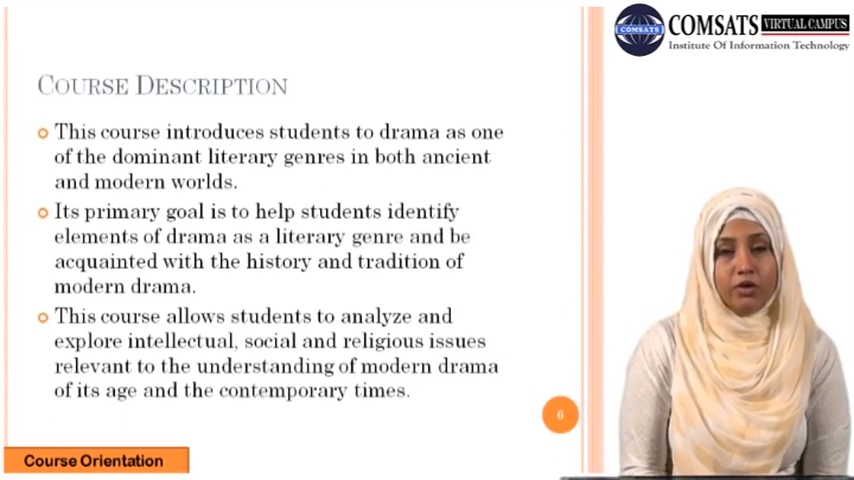 COMSATS VIRTUAL CAMPUS
COMSATS
Institute Of Information Technology
COURSE DESCRIPTION
This course introduces students to drama as one
of the dominant literary genres in both ancient
and modern worlds.
Its primary goal is to help students identify
elements of drama as a literary genre and be
acquainted with the history and tradition of
modern drama.
This course allows students to analyze and
explore intellectual, social and religious issues
relevant to the understanding of modern drama
of its age and the contemporary times.
6
Course Orientation